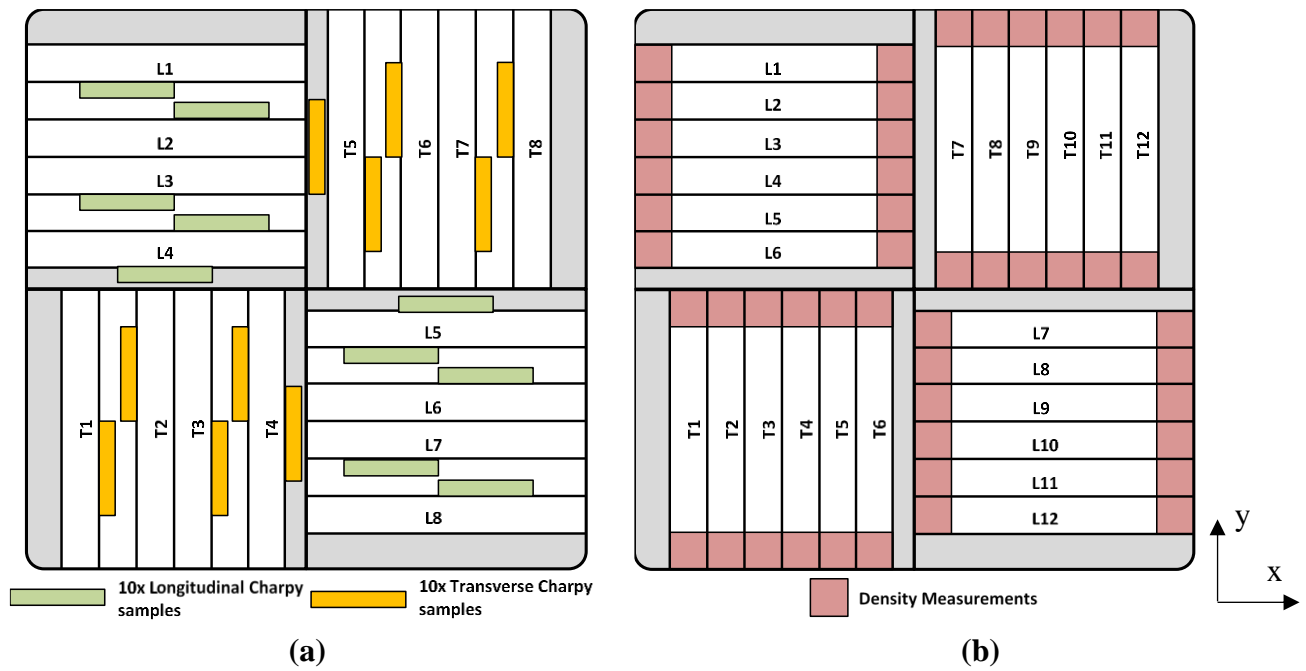 L1
L2
L3
L4
T5
T6
T7
T8
T1
T2
T3
T4
L5
L6
L7
L8
10x Longitudinal Charpy
samples
10x Transverse Charpy
samples
(a)
L1
L2
L3
L4
L5
L6
T7
T8
T9
T10
T11
T12
T1
T2
T3
T4
T5
T6
L7
L8
L9
L10
L11
L12
y
x
Density Measurements
(b)